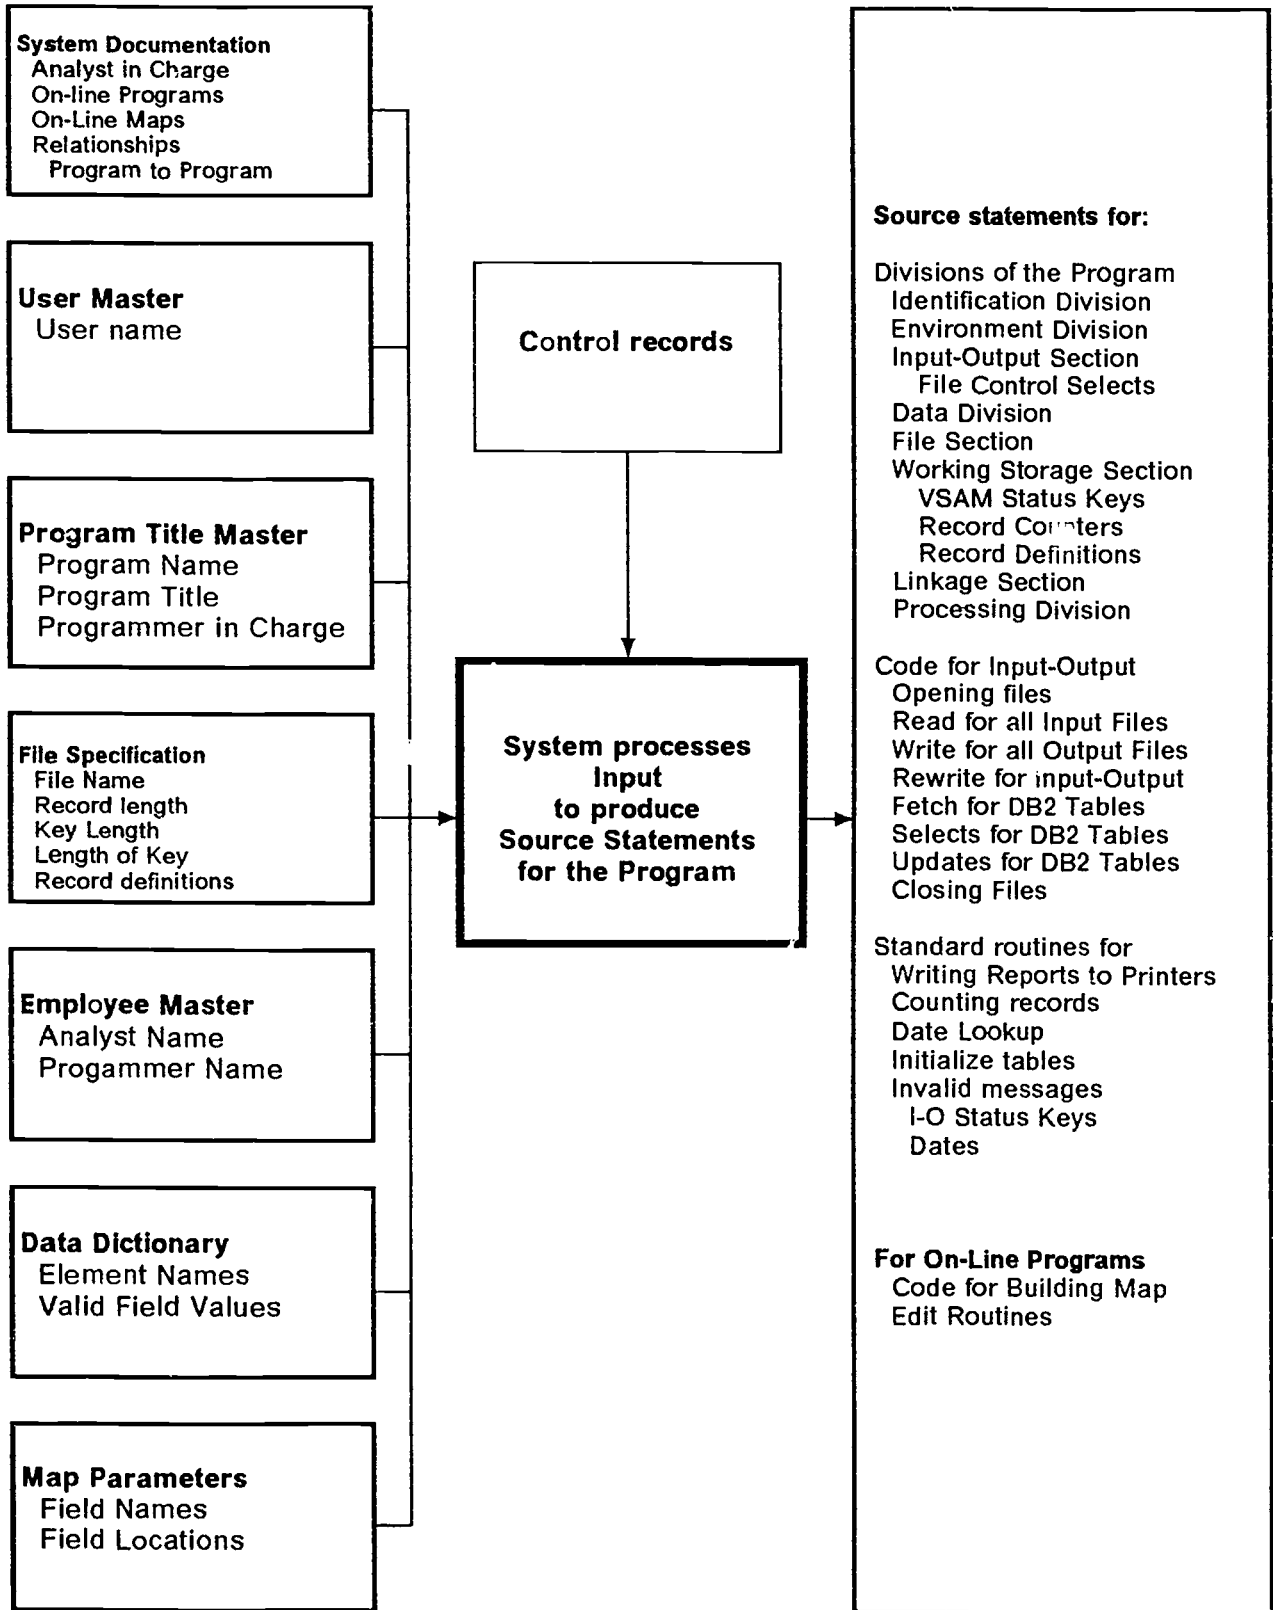 System Documentation
Analyst in Charge
On-line Programs
On-Line Maps
Relationships
Program to Program
User Master
User name
Program Title Master
Program Name
Program Title
Programmer in Charge
File Specification
File Name
Record length
Key Length
Length of Key
Record definitions
Employee Master
Analyst Name
Progammer Name
Data Dictionary
Element Names
Valid Field Values
Map Parameters
Field Names
Field Locations
Control records
System processes
Input
to produce
Source Statements
for the Program
Source statements for:
Divisions of the Program
Identification Division
Environment Division
Input-Output Section
File Control Selects
Data Division
File Section
Working Storage Section
VSAM Status Keys
Record Counters
Record Definitions
Linkage Section
Processing Division
Code for Input-Output
Opening files
Read for all Input Files
Write for all Output Files
Rewrite for input-Output
Fetch for DB2 Tables
Selects for DB2 Tables
Updates for DB2 Tables
Closing Files
Standard routines for
Writing Reports to Printers
Counting records
Date Lookup
Initialize tables
Invalid messages
I-O Status Keys
Dates
For On-Line Programs
Code for Building Map
Edit Routines